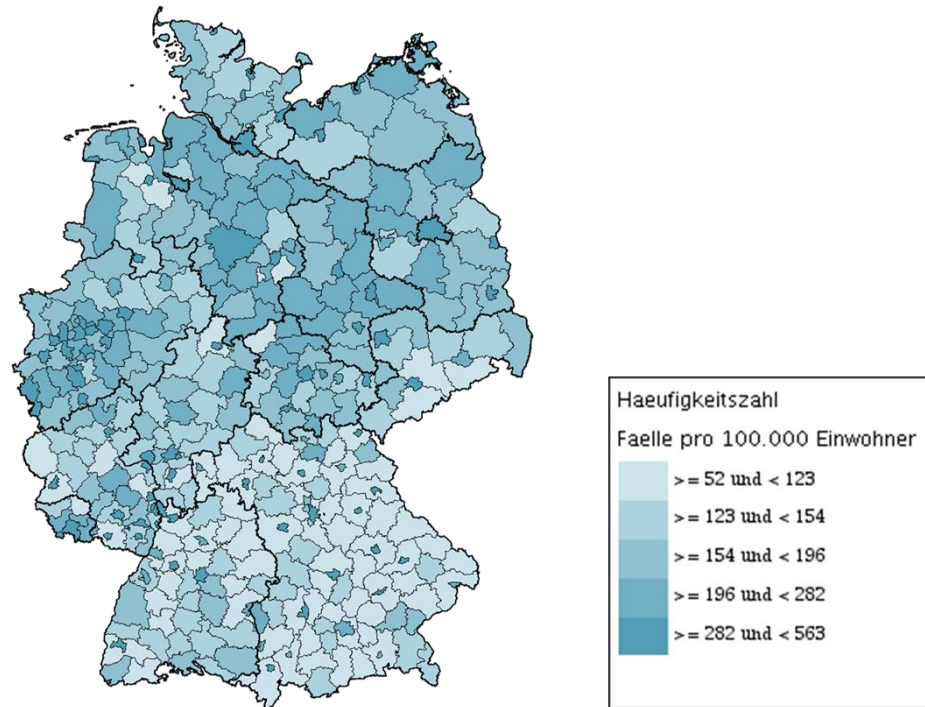 Haeufigkeitszahl
Faelle pro 100.000 Einwohner
>= 52 und < 123
>= 123 und < 154
>= 154 und < 196
>= 196 und < 282
>= 282 und < 563